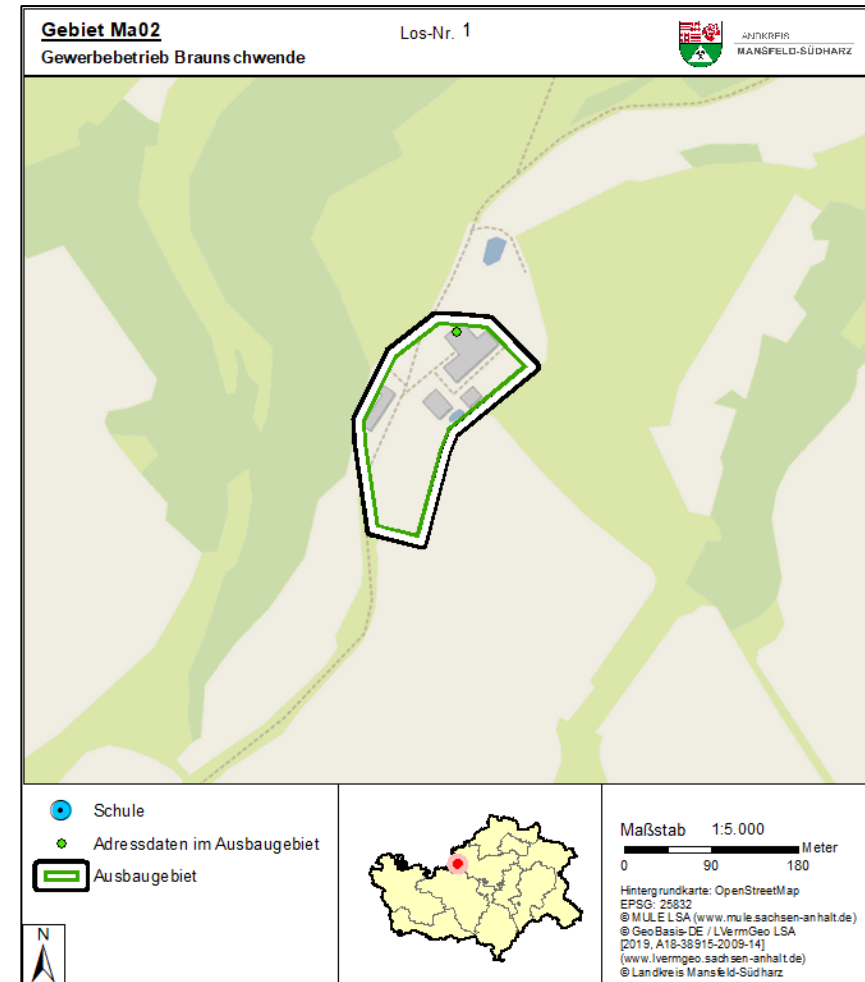 Gebiet Ma02
Los-Nr. 1
Gewerbebetrieb Braunschwende
ANDKREIS
MANSFELD-SÜDHARZ
Schule
Adressdaten im Ausbaugebiet
Ausbaugebiet
N
Maßstab 1:5.000
Meter
0 90 180
Hintergrundkarte: OpenStreetMap
EPSG: 25832
© MULE LSA (www.mule.sachsen-anhalt.de)
© GeoBasis-DE / LVermGeo LSA
[2019, A18-38915-2009-14]
(www.lvermgeo.sachsen-anhalt.de)
© Landkreis Mansfeld-Südharz